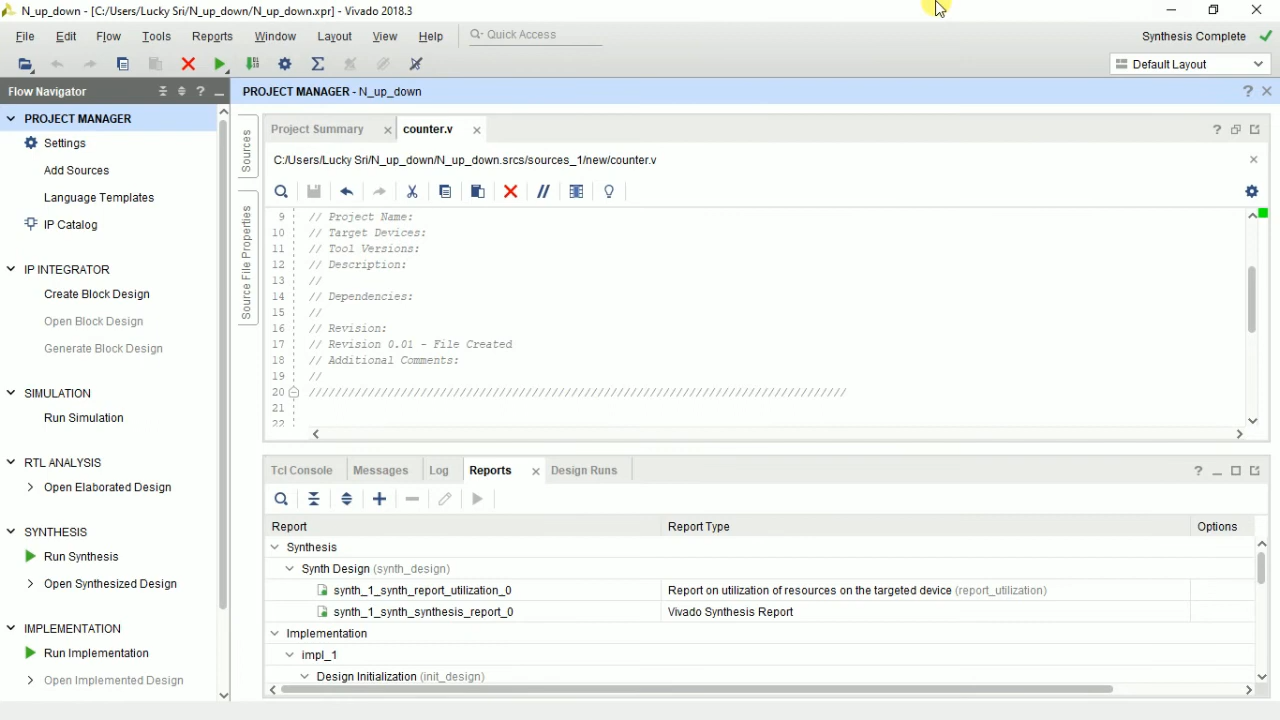 N_up_down - [C:/Users/Lucky Sri/N_up_down/N_up_down.xpr] - Vivado 2018.3
File Edit Flow Tools Reports Window Layout View Help Quick Access Synthesis Complete
Default Layout
Flow Navigator
PROJECT MANAGER - N_up_down
PROJECT MANAGER
Settings
Add Sources
Language Templates
IP Catalog
IP INTEGRATOR
Create Block Design
Open Block Design
Generate Block Design
SIMULATION
Run Simulation
RTL ANALYSIS
Open Elaborated Design
SYNTHESIS
Run Synthesis
Open Synthesized Design
IMPLEMENTATION
Run Implementation
Open Implemented Design
Sources
Source File Properties
Project Summary counter.v
C:/Users/Lucky Sri/N_up_down/N_up_down.srcs/sources_1/new/counter.v
9 // Project Name:
10 // Target Devices:
11 // Tool Versions:
12 // Description:
13 //
14 // Dependencies:
15 //
16 // Revision:
17 // Revision 0.01 - File Created
18 // Additional Comments:
19 //
20 //////////////////////////////////////////////////////////////////////////////////
21
22
Tcl Console Messages Log Reports Design Runs
Report Report Type Options
Synthesis
Synth Design (synth_design)
synth_1_synth_report_utilization_0 Report on utilization of resources on the targeted device (report_utilization)
synth_1_synth_synthesis_report_0 Vivado Synthesis Report
Implementation
impl_1
Design Initialization (init_design)